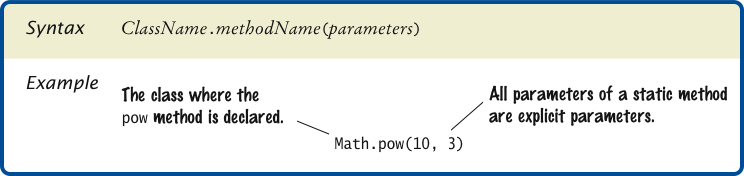 Syntax ClassName.methodName(parameters)
Example
The class where the
pow method is declared.
All parameters of a static method
are explicit parameters.
Math.pow(10, 3)